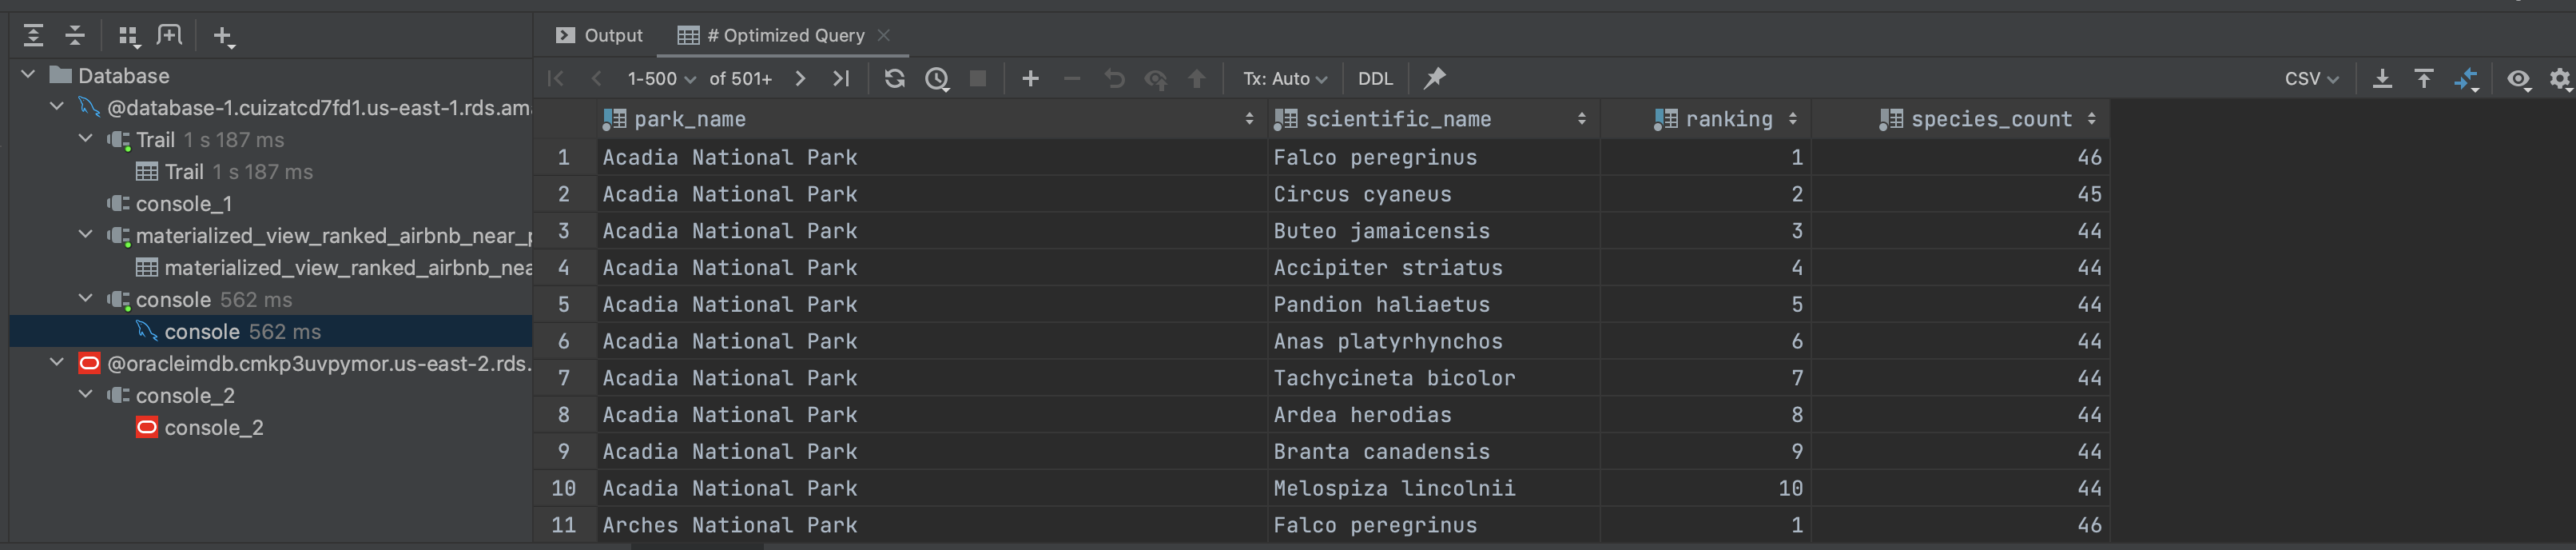 Output # Optimized Query
1-500 of 501+ Tx: Auto DDL CSV
Database
@database-1.cuizatcd7fd1.us-east-1.rds.am
Trail 1 s 187 ms
Trail 1 s 187 ms
console_1
materialized_view_ranked_airbnb_near_
materialized_view_ranked_airbnb_nea
console 562 ms
console 562 ms
@oracleimdb.cmkp3uvpymor.us-east-2.rds.
console_2
console_2
park_name scientific_name ranking species_count
1 Acadia National Park Falco peregrinus 1 46
2 Acadia National Park Circus cyaneus 2 45
3 Acadia National Park Buteo jamaicensis 3 44
4 Acadia National Park Accipiter striatus 4 44
5 Acadia National Park Pandion haliaetus 5 44
6 Acadia National Park Anas platyrhynchos 6 44
7 Acadia National Park Tachycineta bicolor 7 44
8 Acadia National Park Ardea herodias 8 44
9 Acadia National Park Branta canadensis 9 44
10 Acadia National Park Melospiza lincolnii 10 44
11 Arches National Park Falco peregrinus 1 46